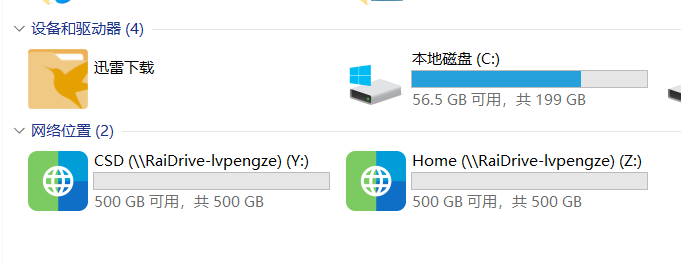 设备和驱动器 (4)
迅雷下载
本地磁盘 (C:)
56.5 GB 可用，共 199 GB
网络位置 (2)
CSD (\\RaiDrive-lvpengze) (Y:)
500 GB 可用，共 500 GB
Home (\\RaiDrive-lvpengze) (Z:)
500 GB 可用，共 500 GB